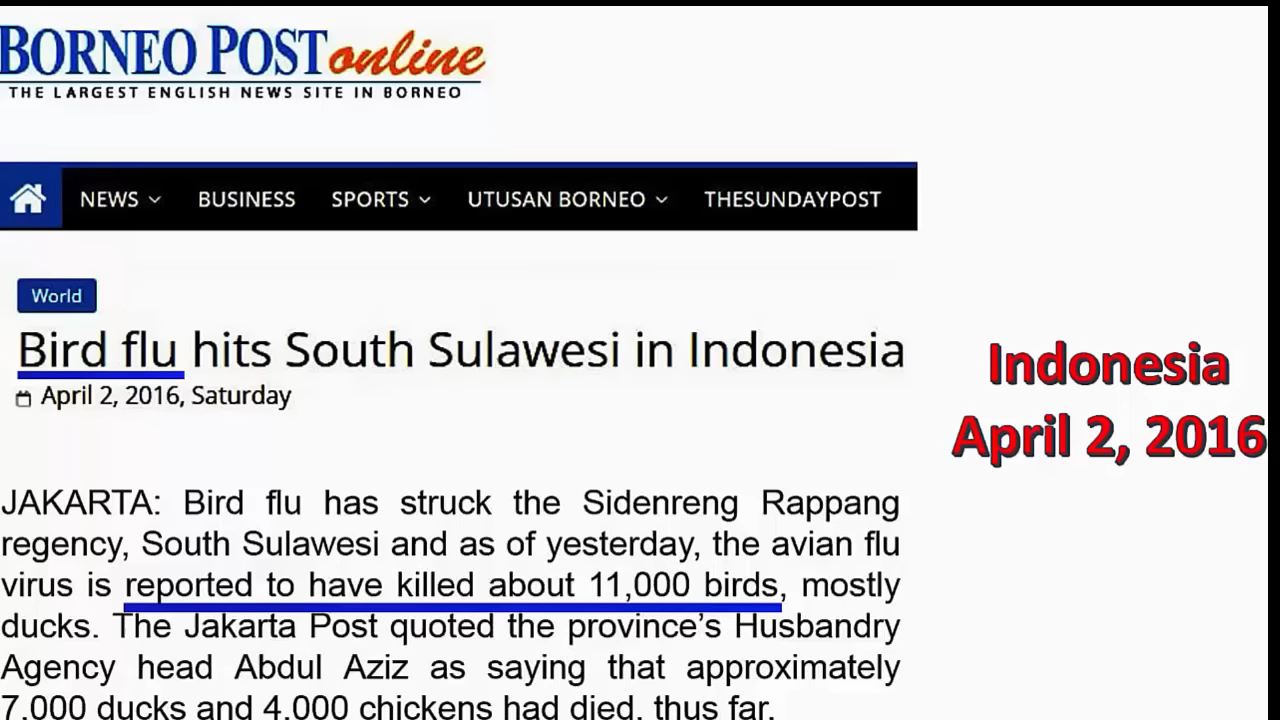 BORNEO POST online
THE LARGEST ENGLISH NEWS SITE IN BORNEO
NEWS BUSINESS SPORTS UTUSAN BORNEO THESUNDAYPOST
World
Bird flu hits South Sulawesi in Indonesia
April 2, 2016, Saturday
Indonesia
April 2, 2016
JAKARTA: Bird flu has struck the Sidenreng Rappang
regency, South Sulawesi and as of yesterday, the avian flu
virus is reported to have killed about 11,000 birds, mostly
ducks. The Jakarta Post quoted the province’s Husbandry
Agency head Abdul Aziz as saying that approximately
7,000 ducks and 4,000 chickens had died, thus far.